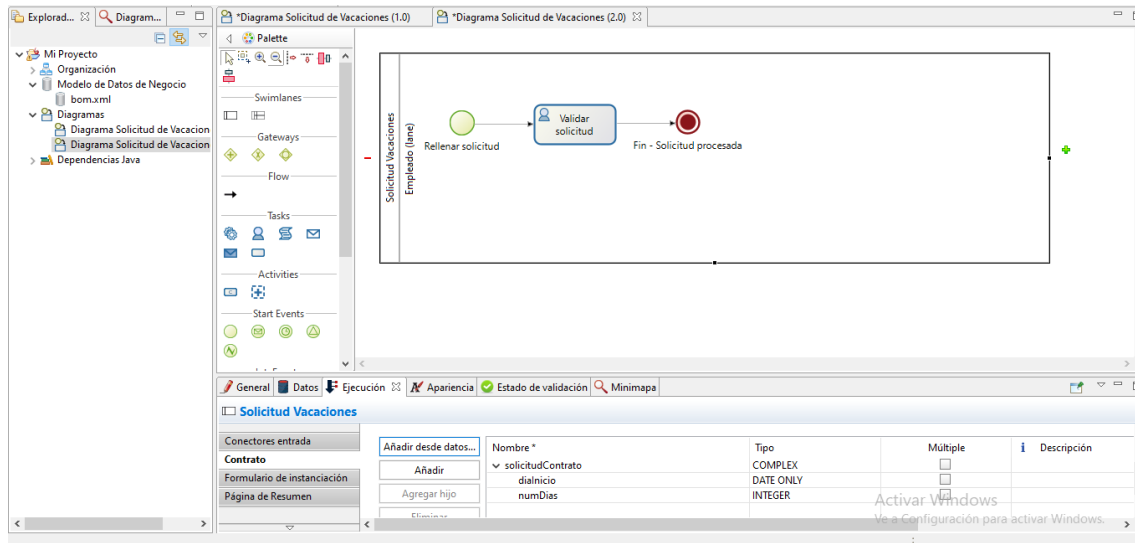 Explorad...
Diagram...
Mi Proyecto
Organización
Modelo de Datos de Negocio
bom.xml
Diagramas
Diagrama Solicitud de Vacacion
Diagrama Solicitud de Vacacion
Dependencias Java
*Diagrama Solicitud de Vacaciones (1.0)
*Diagrama Solicitud de Vacaciones (2.0)
Palette
Swimlanes
Gateways
Flow
Tasks
Activities
Start Events
Solicitud Vacaciones
Empleado (lane)
Rellenar solicitud
Validar
solicitud
Fin - Solicitud procesada
General
Datos
Ejecución
Apariencia
Estado de validación
Minimapa
Solicitud Vacaciones
Conectores entrada
Contrato
Formulario de instanciación
Página de Resumen
Añadir desde datos...
Añadir
Agregar hijo
Eliminar
Nombre * Tipo Múltiple Descripción
solicitudContrato COMPLEX
diaInicio DATE ONLY
numDias INTEGER
Activar Windows
Ve a Configuración para activar Windows.